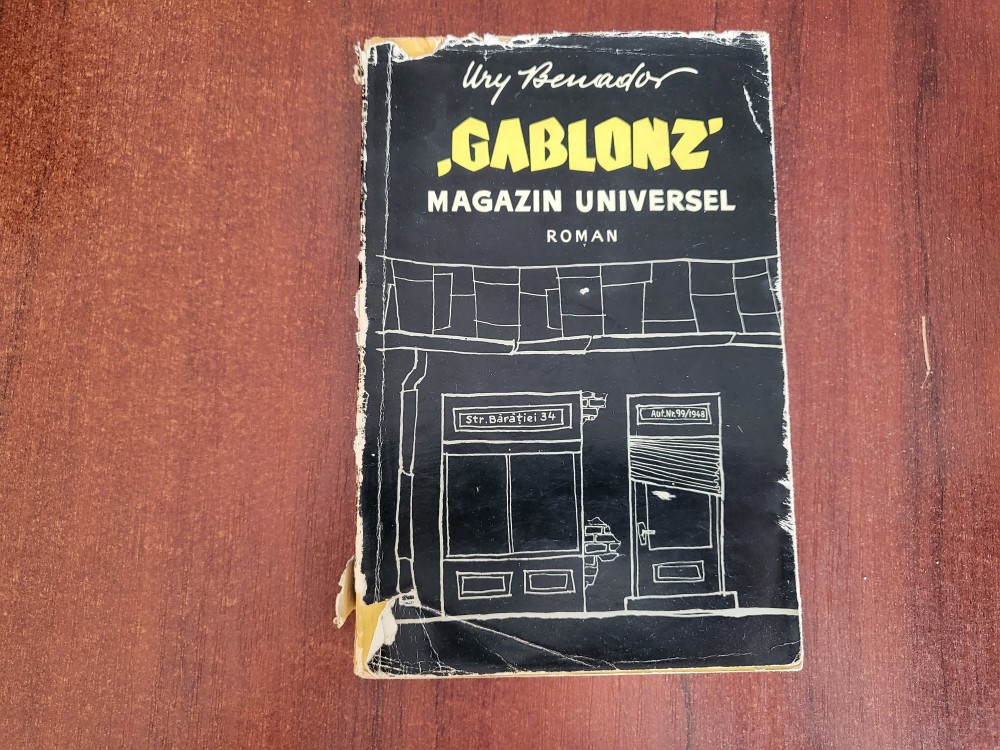 Ury Benador
‚GABLONZ’
MAGAZIN UNIVERSEL
ROMAN
Str. Bărăției 34
Aut. Nr. 99/1948